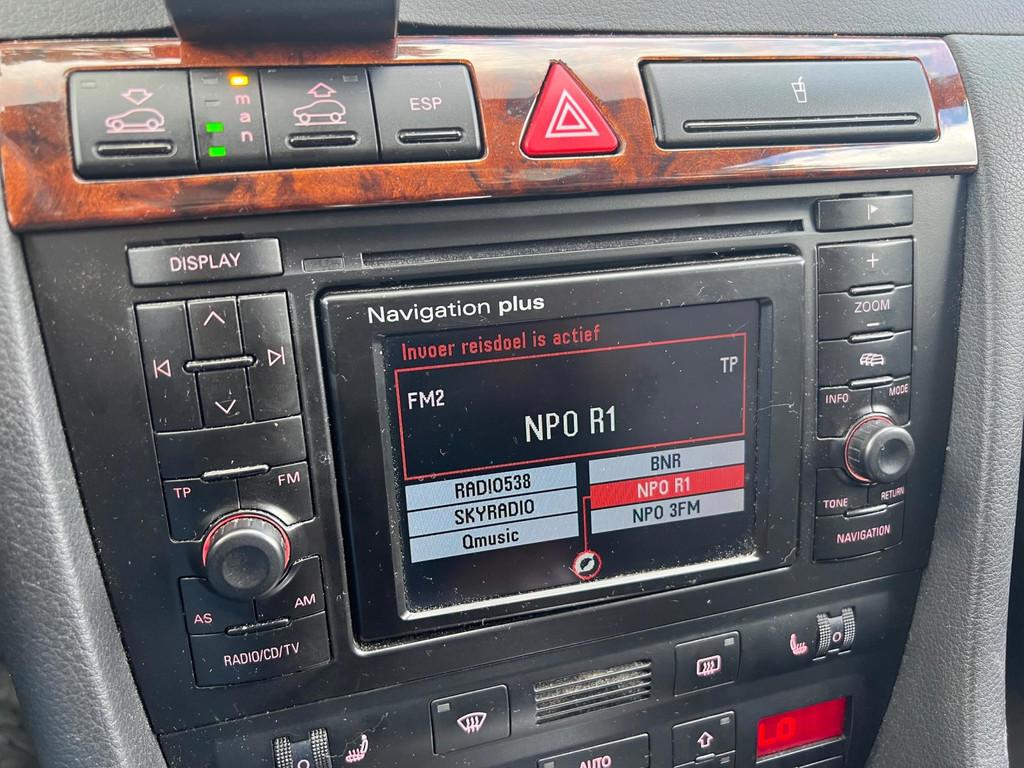 man
ESP
DISPLAY
Navigation plus
ZOOM
INFO
MODE
Invoer reisdoel is actief
TP
FM2
NPO R1
RADIO538
BNR
SKYRADIO
NPO R1
Qmusic
NPO 3FM
TP
FM
AS
AM
RADIO/CD/TV
TONE
RETURN
NAVIGATION
AUTO
LO